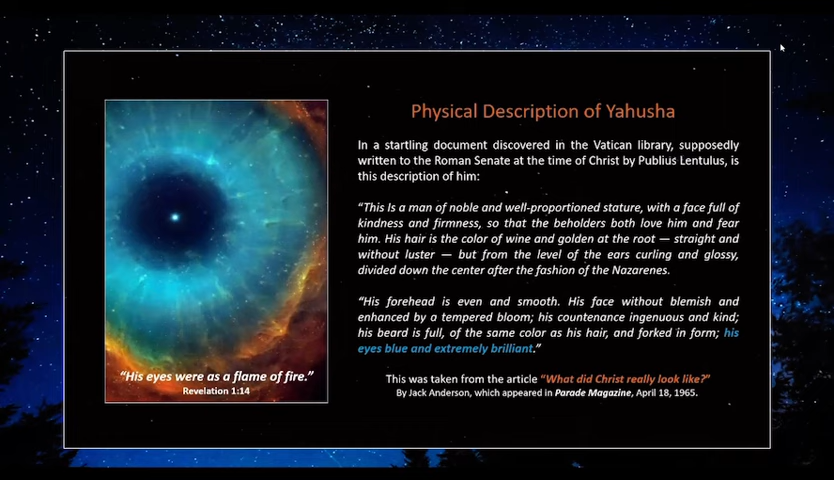 Physical Description of Yahusha
In a startling document discovered in the Vatican library, supposedly
written to the Roman Senate at the time of Christ by Publius Lentulus, is
this description of him:
“This Is a man of noble and well-proportioned stature, with a face full of
kindness and firmness, so that the beholders both love him and fear
him. His hair is the color of wine and golden at the root — straight and
without luster — but from the level of the ears curling and glossy,
divided down the center after the fashion of the Nazarenes.
“His forehead is even and smooth. His face without blemish and
enhanced by a tempered bloom; his countenance ingenuous and kind;
his beard is full, of the same color as his hair, and forked in form; his
eyes blue and extremely brilliant.”
This was taken from the article “What did Christ really look like?”
By Jack Anderson, which appeared in Parade Magazine, April 18, 1965.
“His eyes were as a flame of fire.”
Revelation 1:14